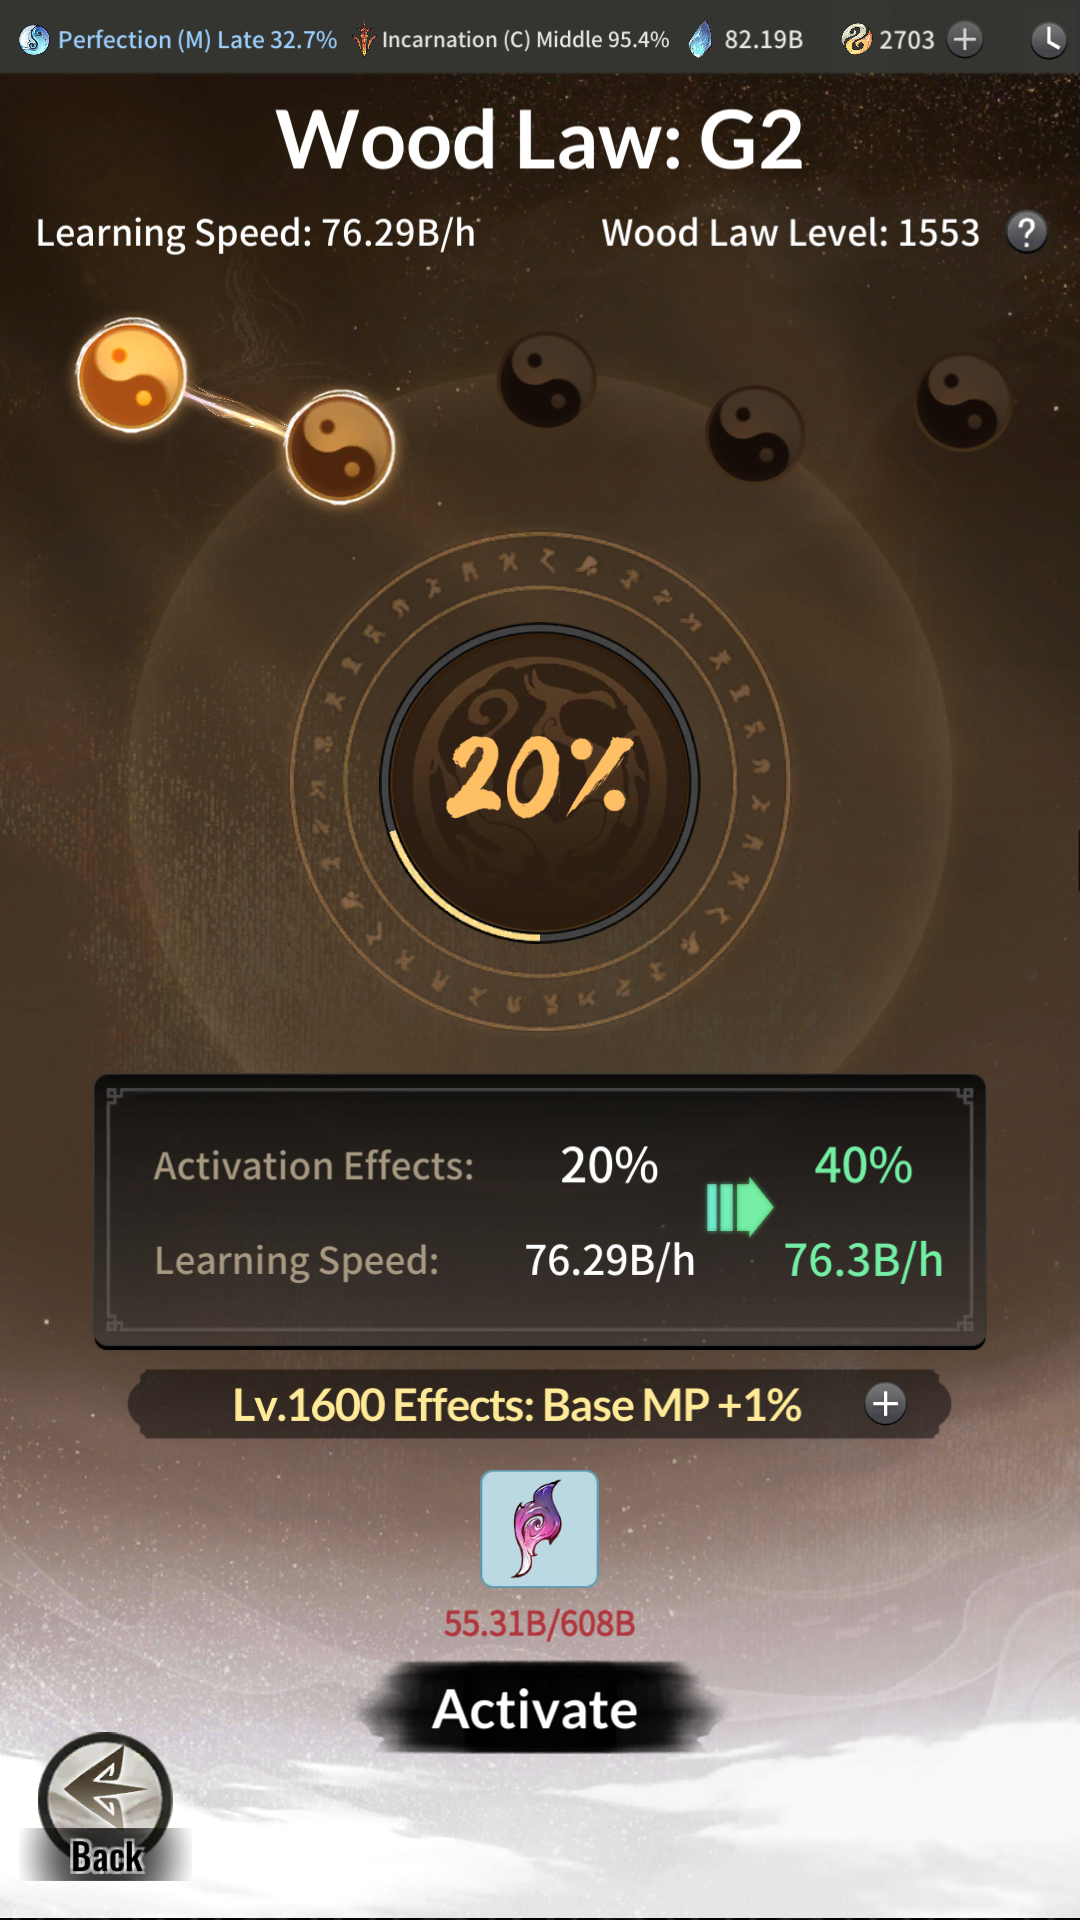 Perfection (M) Late 32.7% Incarnation (C) Middle 95.4% 82.19B 2703
Wood Law: G2
Learning Speed: 76.29B/h Wood Law Level: 1553 ?
20%
Activation Effects: 20% 40%
Learning Speed: 76.29B/h 76.3B/h
Lv.1600 Effects: Base MP +1%
55.31B/608B
Activate
Back